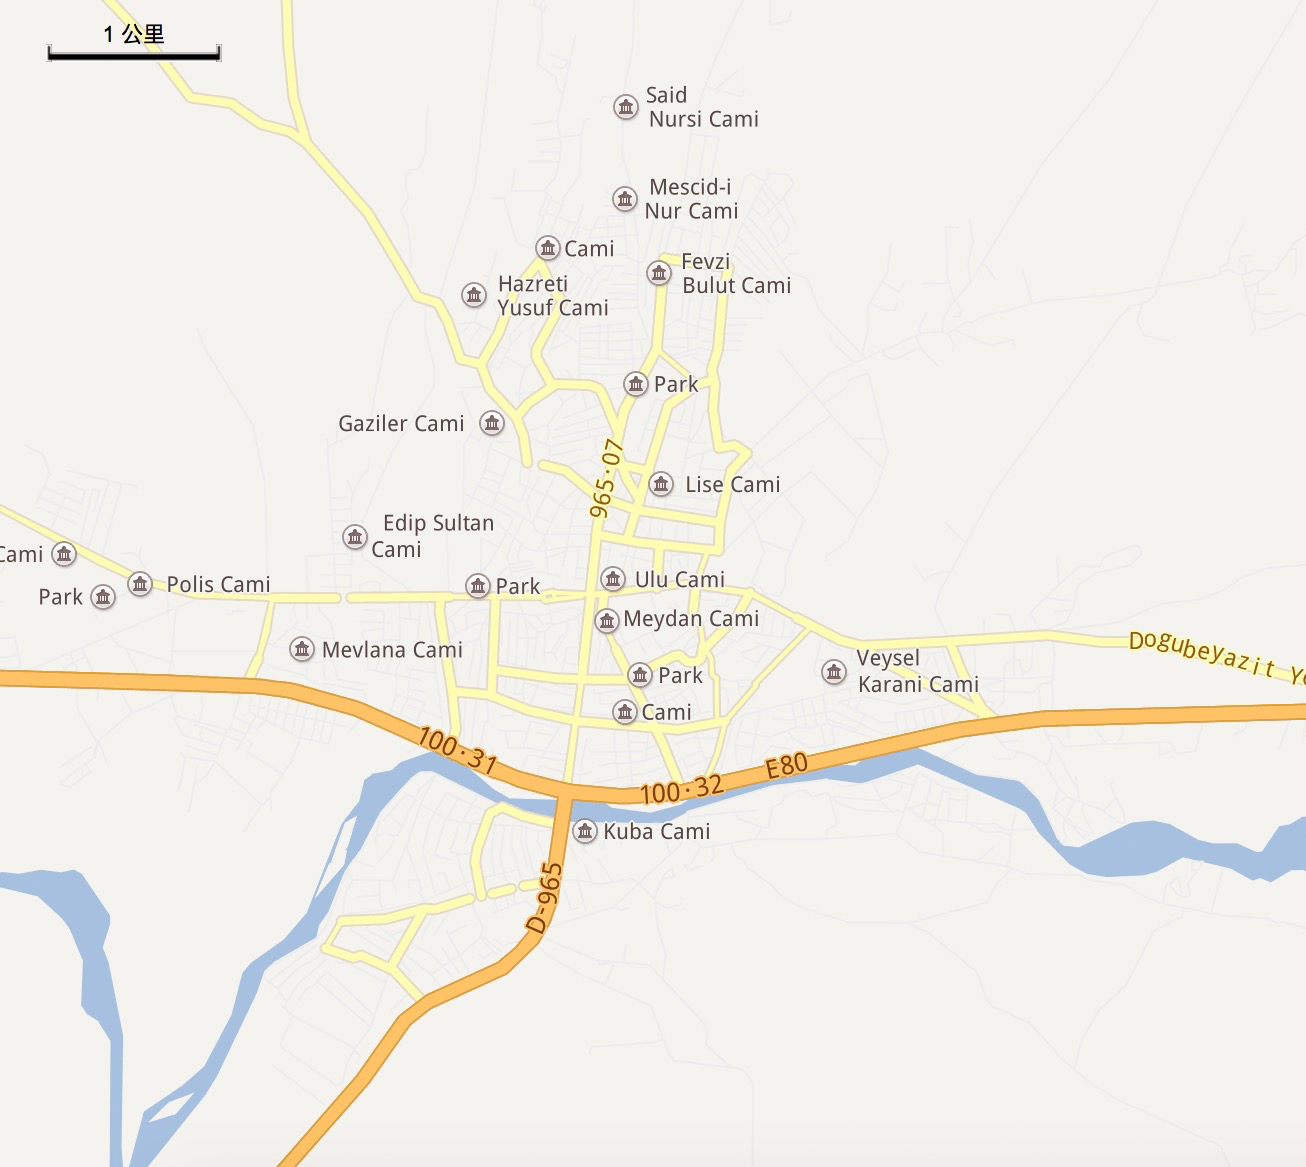 1 公里
Said
Nursi Cami
Mescid-i
Nur Cami
Cami
Fevzi
Bulut Cami
Hazreti
Yusuf Cami
Park
Gaziler Cami
965·07
Lise Cami
Edip Sultan
Cami
Cami
Polis Cami
Park
Park
Ulu Cami
Meydan Cami
Mevlana Cami
Dogubeyazit Yo
Veysel
Karani Cami
Park
Cami
100·31
100·32
E80
Kuba Cami
D-965